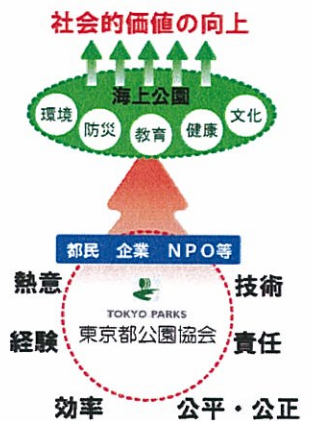 社会的価値の向上
海上公園
環境
防災
教育
健康
文化
都民 企業 NPO等
熱意
技術
TOKYO PARKS
東京都公園協会
経験
責任
効率
公平・公正